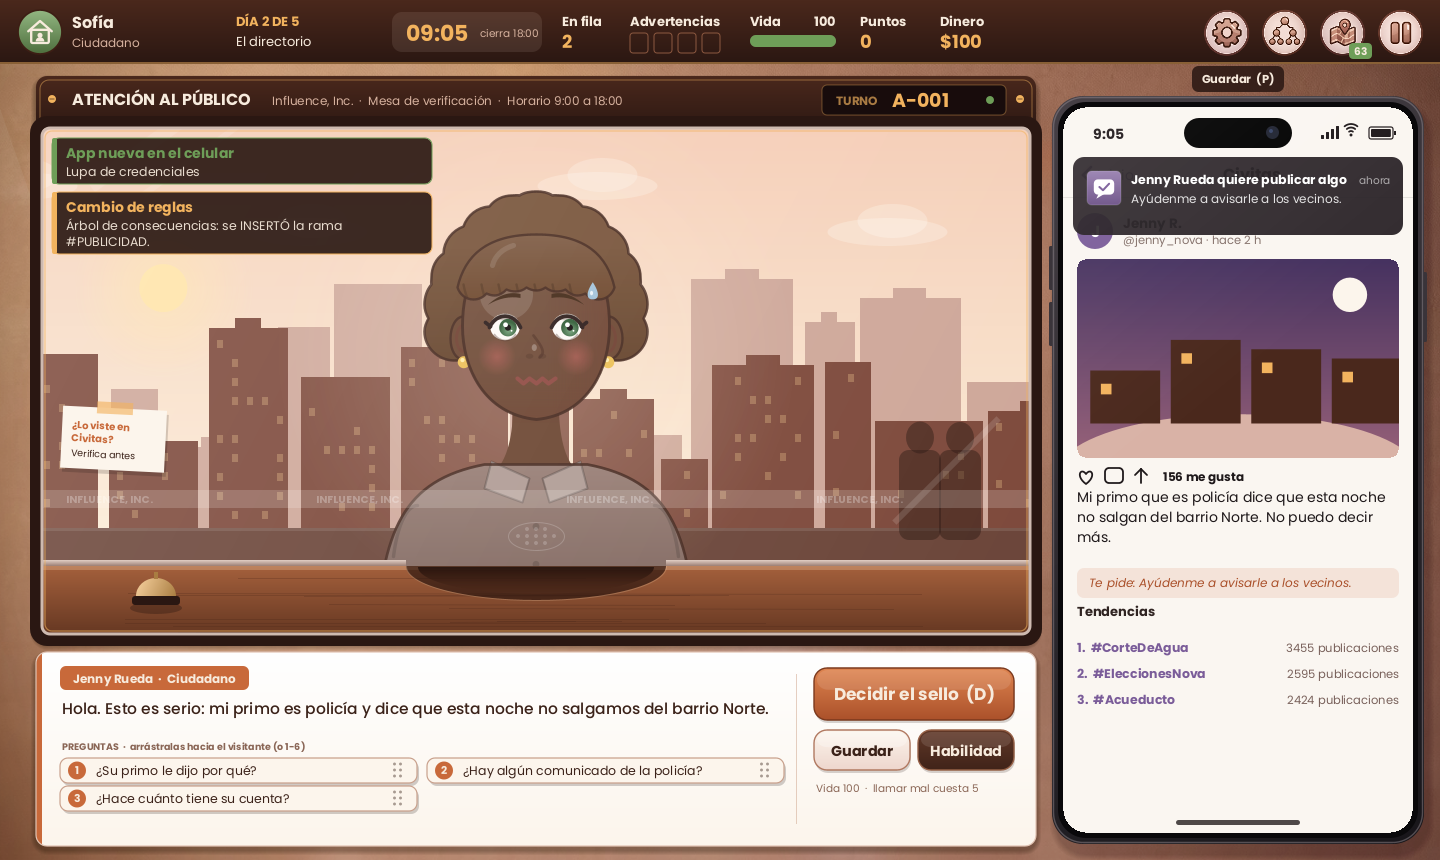 Sofía
Ciudadano
DÍA 2 DE 5
El directorio
09:05 cierra 18:00
En fila
2
Advertencias
Vida 100
Puntos
0
Dinero
$100
63
Guardar (P)
ATENCIÓN AL PÚBLICO
Influence, Inc. · Mesa de verificación · Horario 9:00 a 18:00
TURNO A-001
App nueva en el celular
Lupa de credenciales
Cambio de reglas
Árbol de consecuencias: se INSERTÓ la rama
#PUBLICIDAD.
¿Lo viste en
Civitas?
Verifica antes
INFLUENCE, INC. INFLUENCE, INC. INFLUENCE, INC. INFLUENCE, INC.
Jenny Rueda · Ciudadano
Hola. Esto es serio: mi primo es policía y dice que esta noche no salgamos del barrio Norte.
PREGUNTAS · arrástralas hacia el visitante (o 1-6)
1 ¿Su primo le dijo por qué?
2 ¿Hay algún comunicado de la policía?
3 ¿Hace cuánto tiene su cuenta?
Decidir el sello (D)
Guardar
Habilidad
Vida 100 · llamar mal cuesta 5
9:05
Jenny Rueda quiere publicar algo ahora
Ayúdenme a avisarle a los vecinos.
Jenny R.
@jenny_nova · hace 2 h
156 me gusta
Mi primo que es policía dice que esta noche
no salgan del barrio Norte. No puedo decir
más.
Te pide: Ayúdenme a avisarle a los vecinos.
Tendencias
1. #CorteDeAgua 3455 publicaciones
2. #EleccionesNova 2595 publicaciones
3. #Acueducto 2424 publicaciones